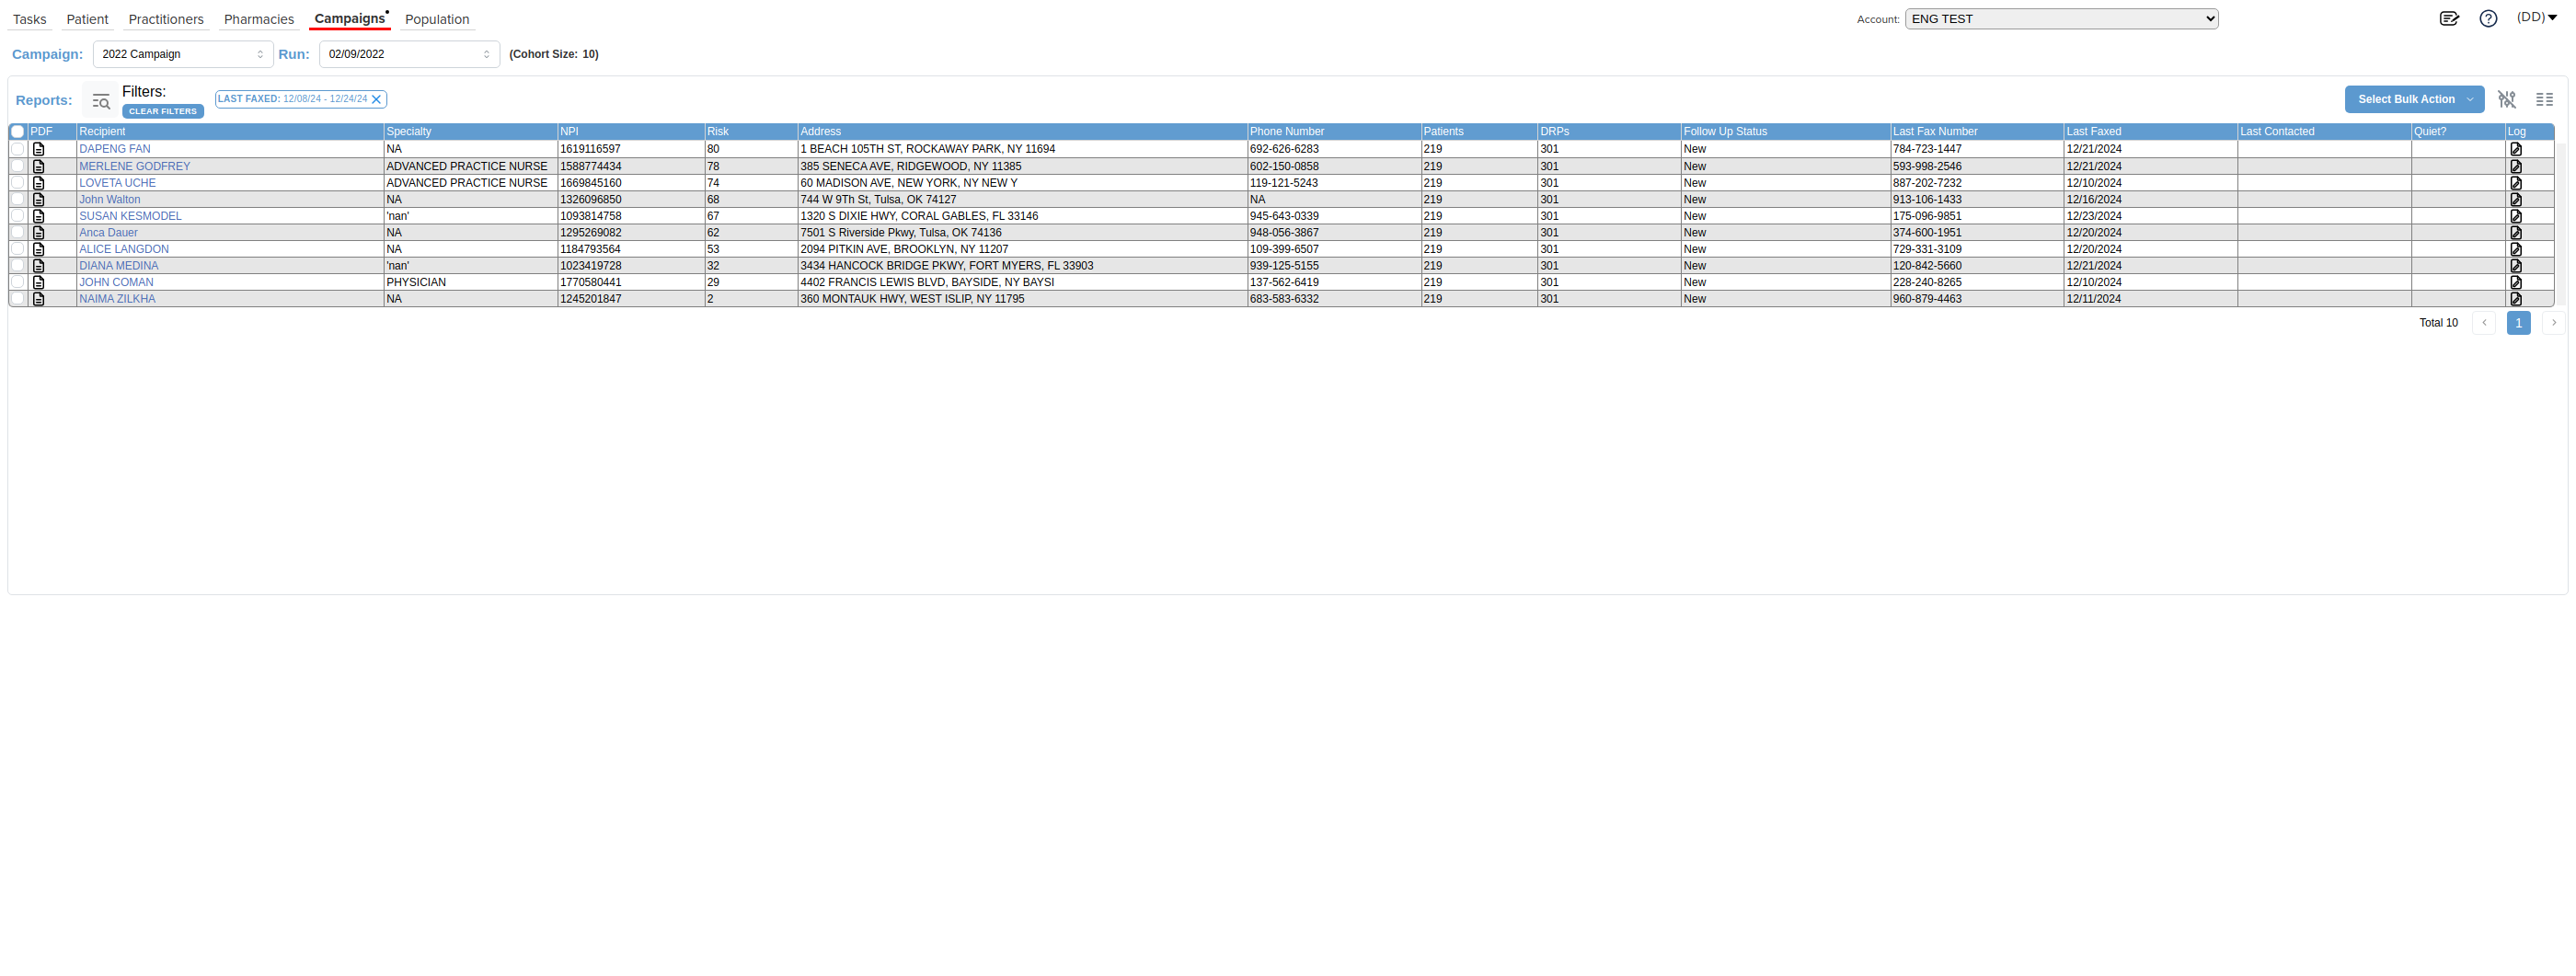 Tasks Patient Practitioners Pharmacies Campaigns Population Account: ENG TEST (DD)
Campaign: 2022 Campaign Run: 02/09/2022 (Cohort Size: 10)
Reports: Filters: CLEAR FILTERS LAST FAXED: 12/08/24 - 12/24/24 Select Bulk Action
PDF Recipient Specialty NPI Risk Address Phone Number Patients DRPs Follow Up Status Last Fax Number Last Faxed Last Contacted Quiet? Log
DAPENG FAN NA 1619116597 80 1 BEACH 105TH ST, ROCKAWAY PARK, NY 11694 692-626-6283 219 301 New 784-723-1447 12/21/2024
MERLENE GODFREY ADVANCED PRACTICE NURSE 1588774434 78 385 SENECA AVE, RIDGEWOOD, NY 11385 602-150-0858 219 301 New 593-998-2546 12/21/2024
LOVETA UCHE ADVANCED PRACTICE NURSE 1669845160 74 60 MADISON AVE, NEW YORK, NY NEW Y 119-121-5243 219 301 New 887-202-7232 12/10/2024
John Walton NA 1326096850 68 744 W 9Th St, Tulsa, OK 74127 NA 219 301 New 913-106-1433 12/16/2024
SUSAN KESMODEL 'nan' 1093814758 67 1320 S DIXIE HWY, CORAL GABLES, FL 33146 945-643-0339 219 301 New 175-096-9851 12/23/2024
Anca Dauer NA 1295269082 62 7501 S Riverside Pkwy, Tulsa, OK 74136 948-056-3867 219 301 New 374-600-1951 12/20/2024
ALICE LANGDON NA 1184793564 53 2094 PITKIN AVE, BROOKLYN, NY 11207 109-399-6507 219 301 New 729-331-3109 12/20/2024
DIANA MEDINA 'nan' 1023419728 32 3434 HANCOCK BRIDGE PKWY, FORT MYERS, FL 33903 939-125-5155 219 301 New 120-842-5660 12/21/2024
JOHN COMAN PHYSICIAN 1770580441 29 4402 FRANCIS LEWIS BLVD, BAYSIDE, NY BAYSI 137-562-6419 219 301 New 228-240-8265 12/10/2024
NAIMA ZILKHA NA 1245201847 2 360 MONTAUK HWY, WEST ISLIP, NY 11795 683-583-6332 219 301 New 960-879-4463 12/11/2024
Total 10 1